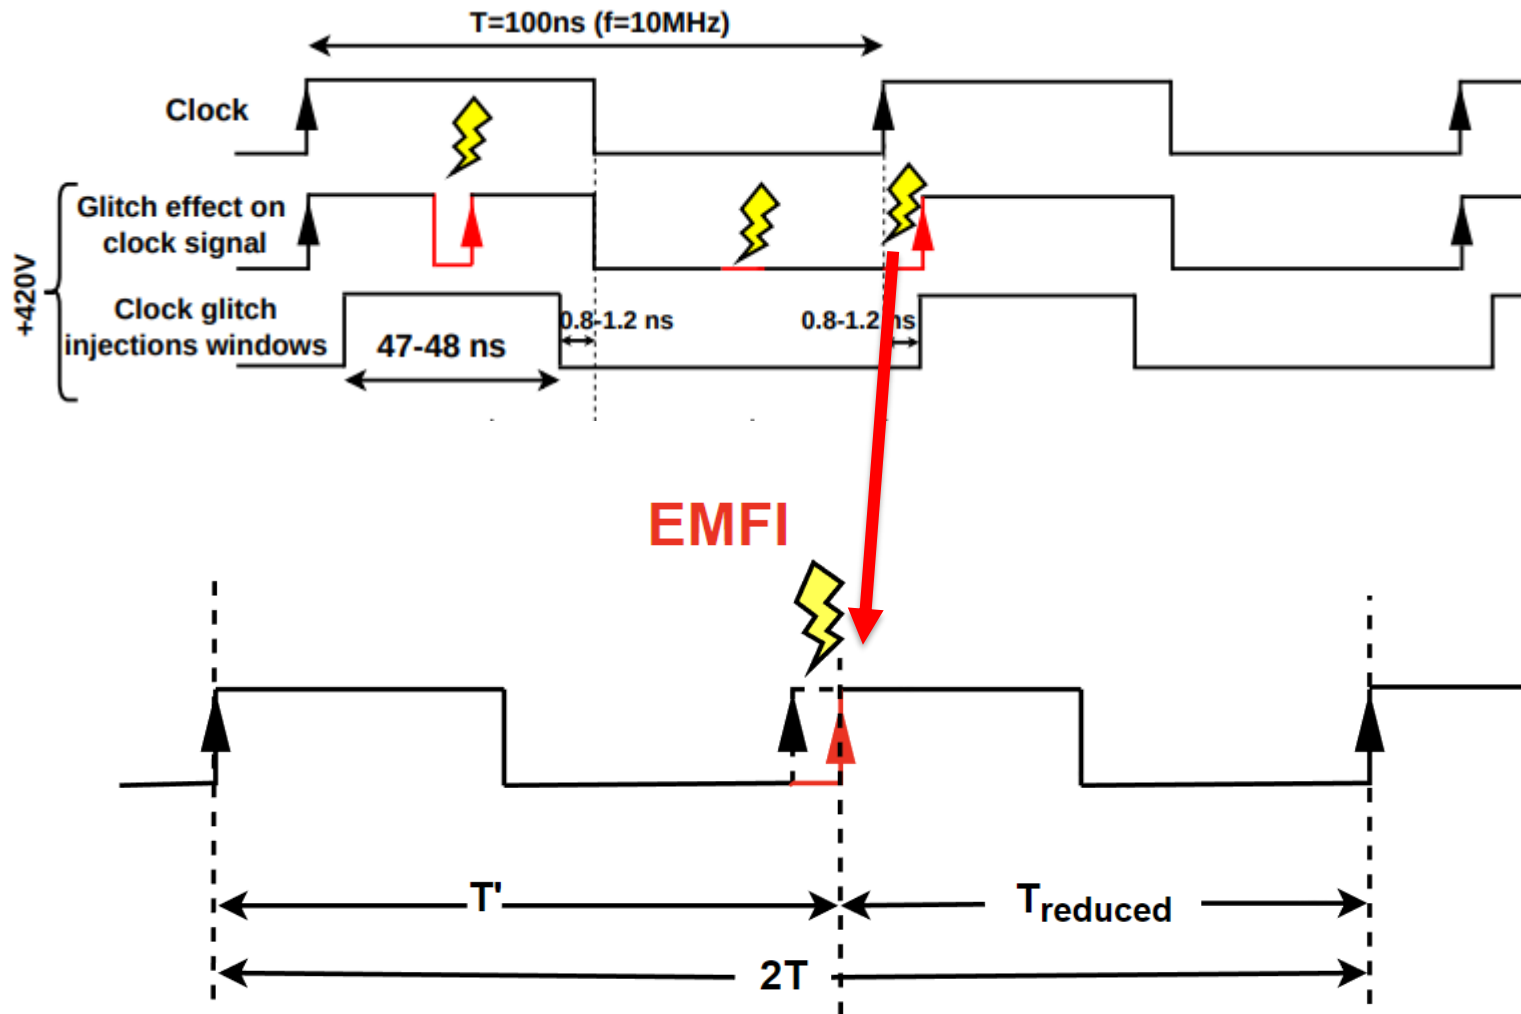 T=100ns (f=10MHz)
Clock
Glitch effect on
clock signal
+420V
Clock glitch
injections windows
47-48 ns
0.8-1.2 ns
0.8-1.2 ns
EMFI
T'
Treduced
2T